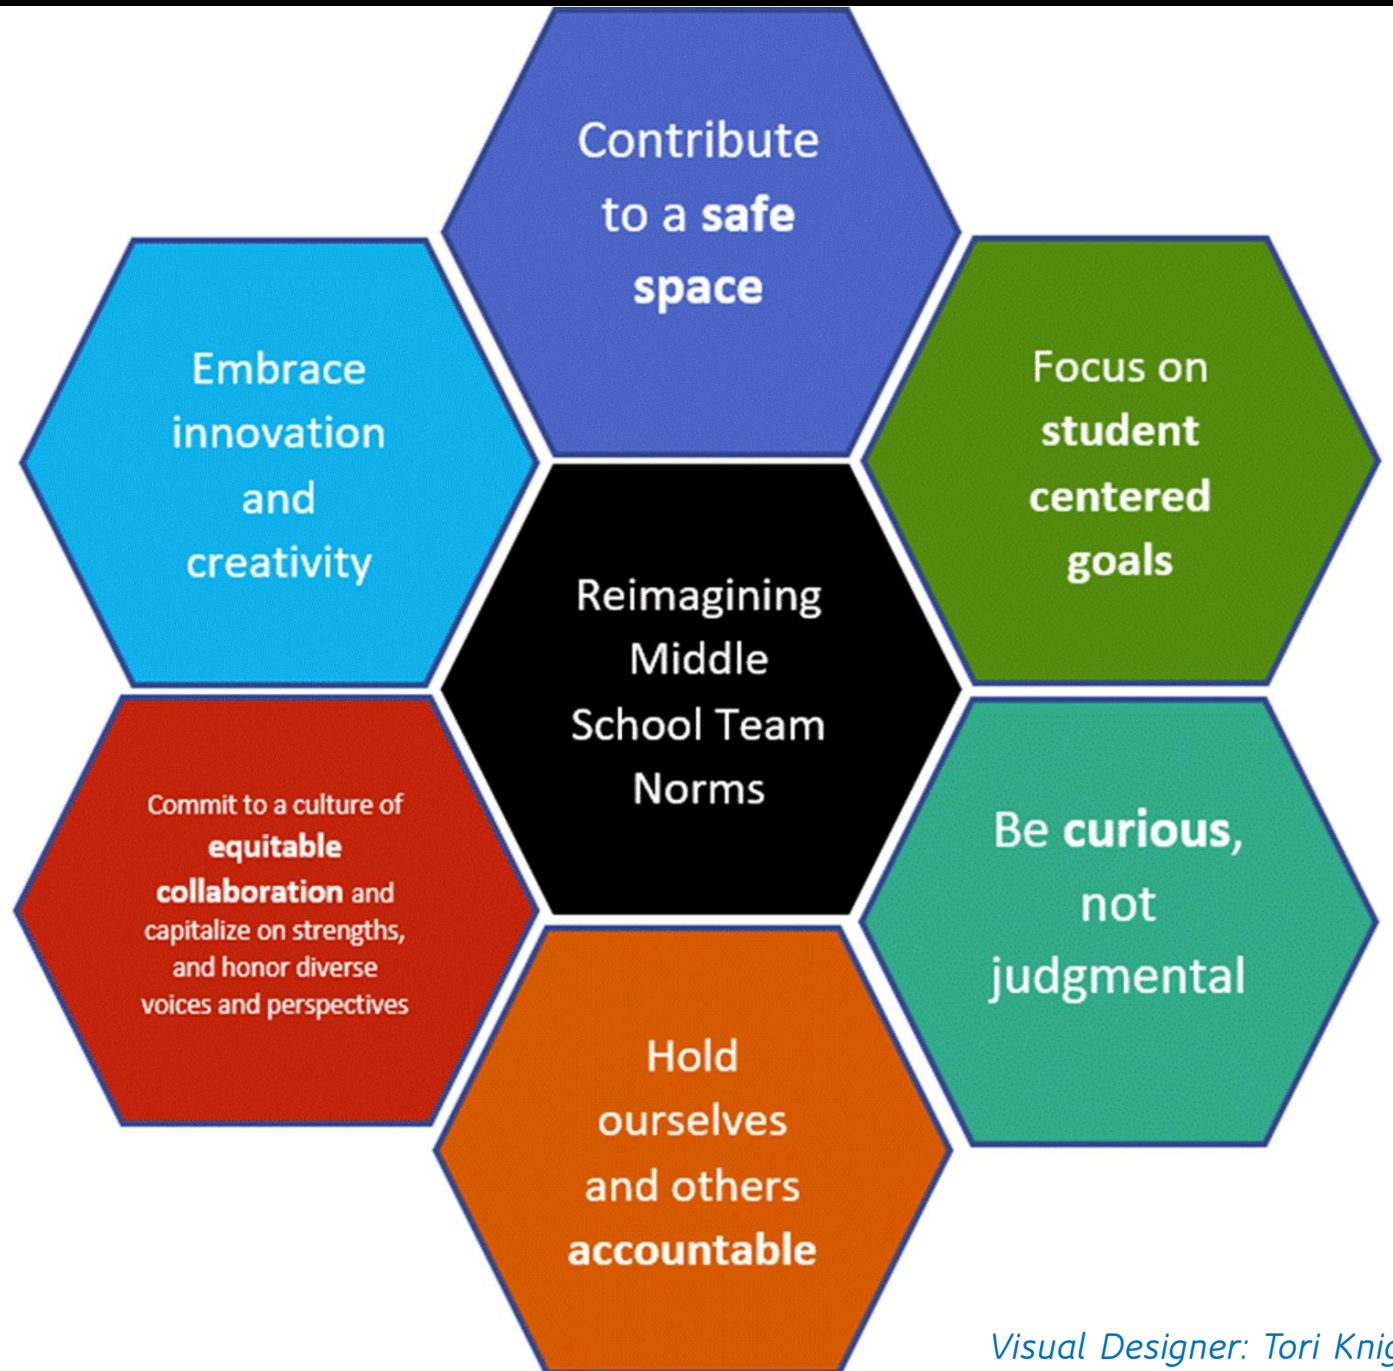 Contribute
to a safe
space
Embrace
innovation
and
creativity
Focus on
student
centered
goals
Reimagining
Middle
School Team
Norms
Commit to a culture of
equitable
collaboration and
capitalize on strengths,
and honor diverse
voices and perspectives
Be curious,
not
judgmental
Hold
ourselves
and others
accountable
Visual Designer: Tori